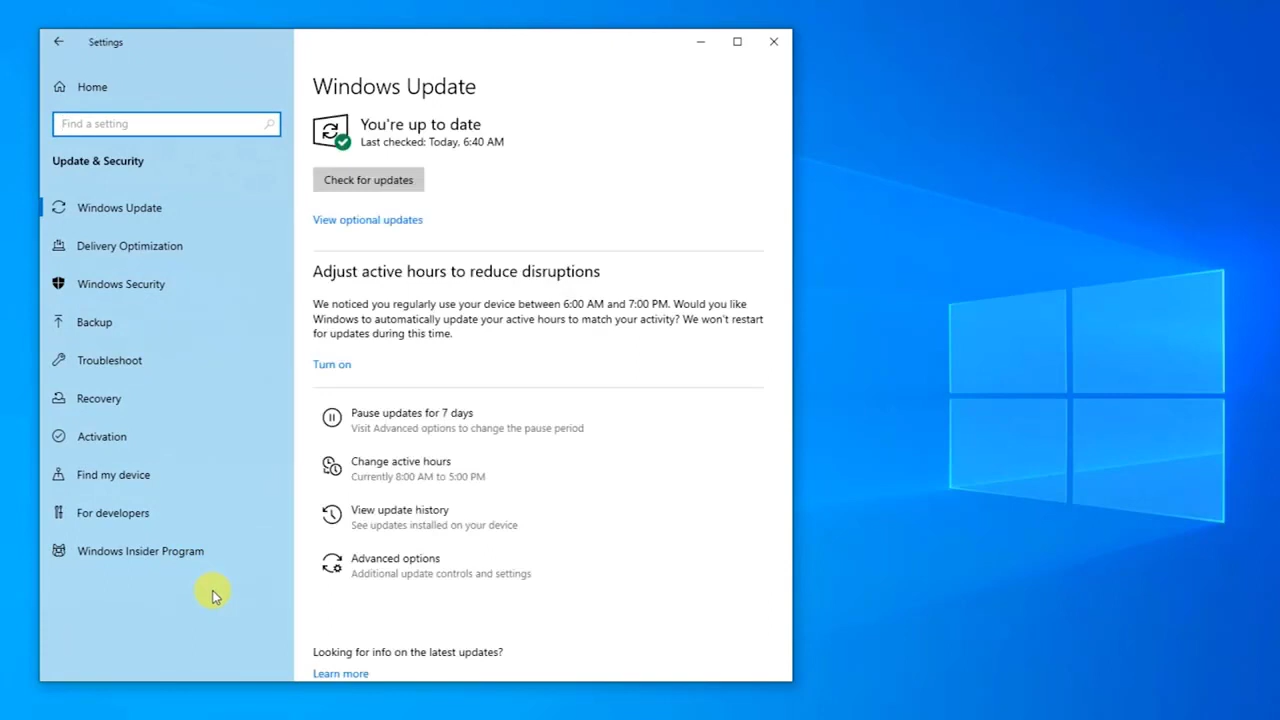 Settings
Home
Find a setting
Update & Security
Windows Update
Delivery Optimization
Windows Security
Backup
Troubleshoot
Recovery
Activation
Find my device
For developers
Windows Insider Program
Windows Update
You're up to date
Last checked: Today, 6:40 AM
Check for updates
View optional updates
Adjust active hours to reduce disruptions
We noticed you regularly use your device between 6:00 AM and 7:00 PM. Would you like
Windows to automatically update your active hours to match your activity? We won't restart
for updates during this time.
Turn on
Pause updates for 7 days
Visit Advanced options to change the pause period
Change active hours
Currently 8:00 AM to 5:00 PM
View update history
See updates installed on your device
Advanced options
Additional update controls and settings
Looking for info on the latest updates?
Learn more